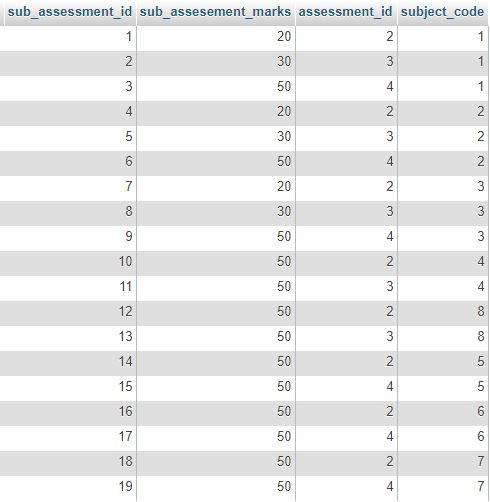 sub_assessment_id sub_assesement_marks assessment_id subject_code
1 20 2 1
2 30 3 1
3 50 4 1
4 20 2 2
5 30 3 2
6 50 4 2
7 20 2 3
8 30 3 3
9 50 4 3
10 50 2 4
11 50 3 4
12 50 2 8
13 50 3 8
14 50 2 5
15 50 4 5
16 50 2 6
17 50 4 6
18 50 2 7
19 50 4 7